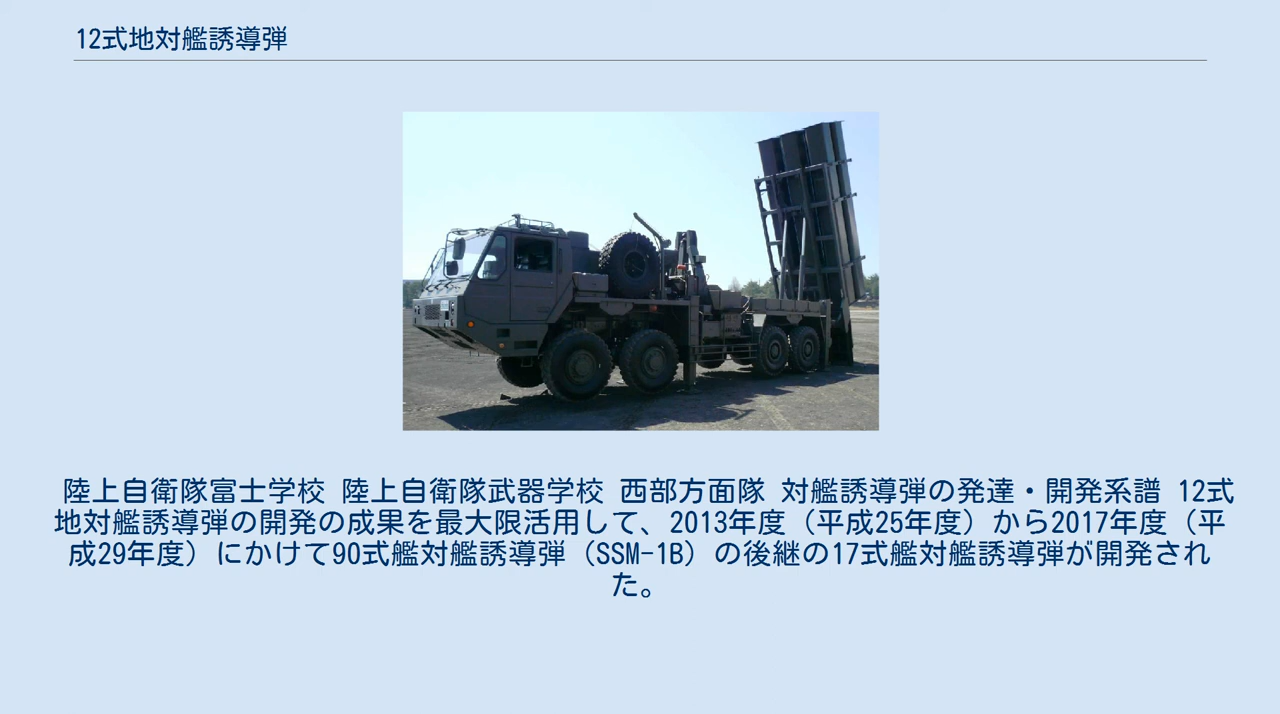 12式地対艦誘導弾
陸上自衛隊富士学校 陸上自衛隊武器学校 西部方面隊 対艦誘導弾の発達・開発系譜 12式
地対艦誘導弾の開発の成果を最大限活用して、2013年度（平成25年度）から2017年度（平
成29年度）にかけて90式艦対艦誘導弾（SSM-1B）の後継の17式艦対艦誘導弾が開発され
た。